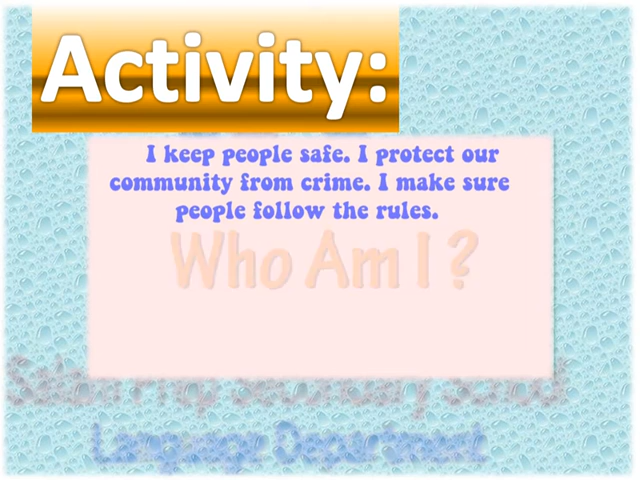 Activity:
I keep people safe. I protect our
community from crime. I make sure
people follow the rules.
Who Am I ?
Prep Secondary School
Language Department